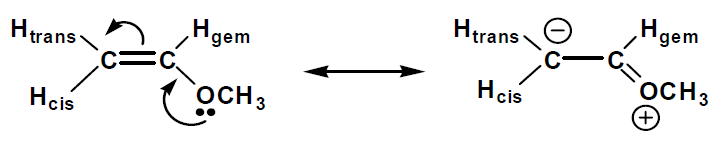 Htrans Hgem
C C
Hcis OCH3
Htrans − Hgem
C C
Hcis OCH3
+